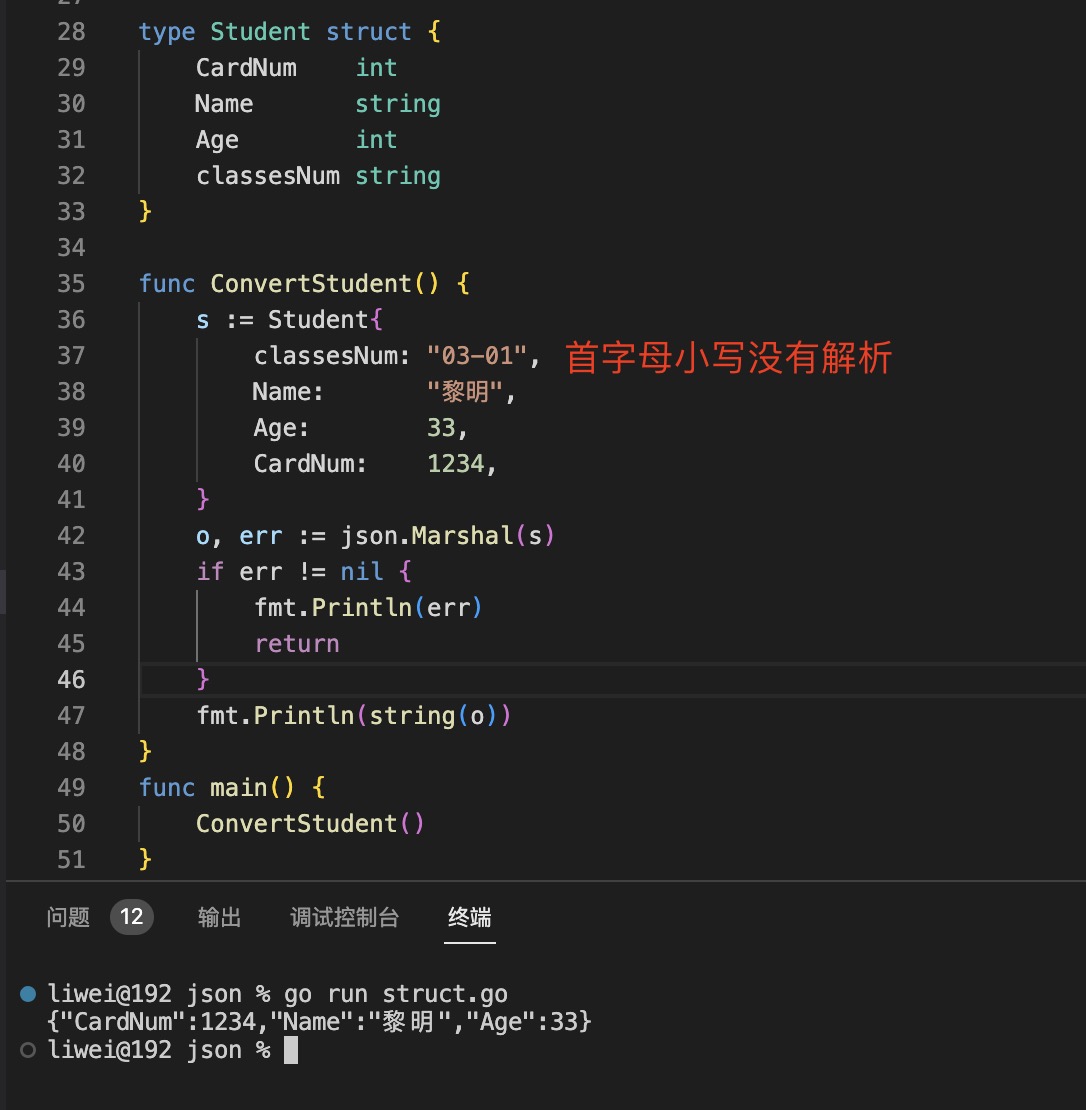 28 type Student struct {
29 CardNum int
30 Name string
31 Age int
32 classesNum string
33 }
34
35 func ConvertStudent() {
36 s := Student{
37 classesNum: "03-01", 首字母小写没有解析
38 Name: "黎明",
39 Age: 33,
40 CardNum: 1234,
41 }
42 o, err := json.Marshal(s)
43 if err != nil {
44 fmt.Println(err)
45 return
46 }
47 fmt.Println(string(o))
48 }
49 func main() {
50 ConvertStudent()
51 }
问题 12 输出 调试控制台 终端
liwei@192 json % go run struct.go
{"CardNum":1234,"Name":"黎明","Age":33}
liwei@192 json %